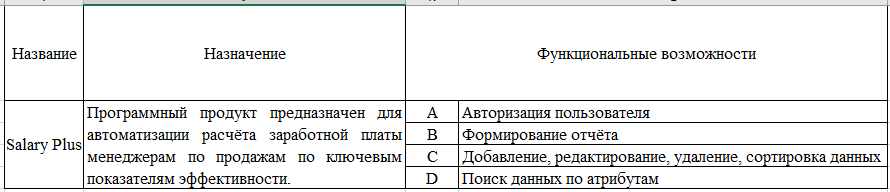 Название Назначение Функциональные возможности
Salary Plus
Программный продукт предназначен для
автоматизации расчёта заработной платы
менеджерам по продажам по ключевым
показателям эффективности.
A Авторизация пользователя
B Формирование отчёта
C Добавление, редактирование, удаление, сортировка данных
D Поиск данных по атрибутам